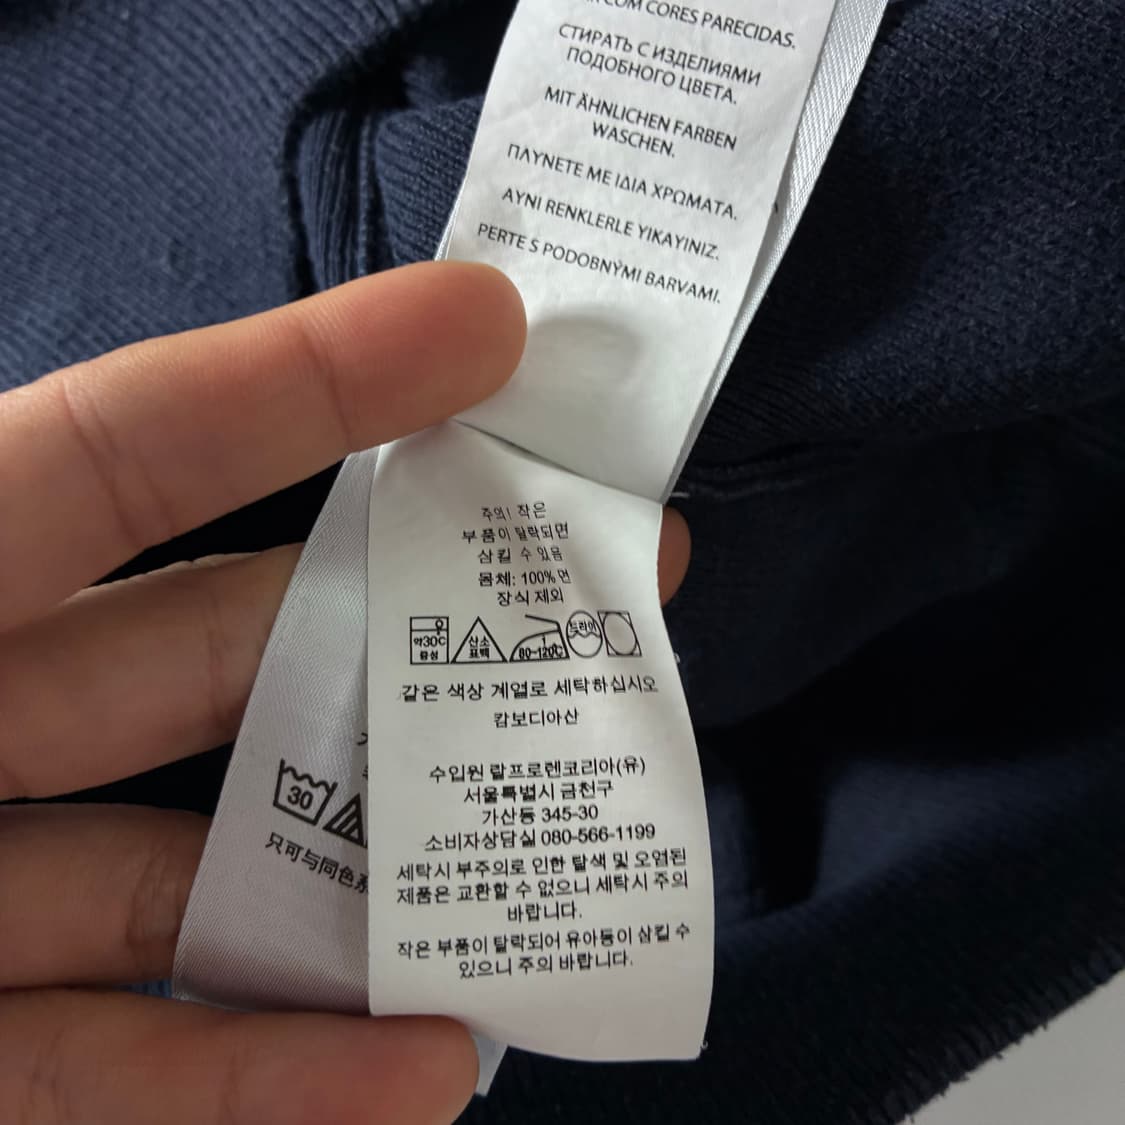 COM CORES PARECIDAS.
СТИРАТЬ С ИЗДЕЛИЯМИ
ПОДОБНОГО ЦВЕТА.
MIT ÄHNLICHEN FARBEN
WASCHEN.
ΠΛΥΝΕΤΕ ΜΕ ΙΔΙΑ ΧΡΩΜΑΤΑ.
AYNI RENKLERLE YIKAYINIZ.
PERTE S PODOBNÝMI BARVAMI.
주의! 작은
부품이 탈락되면
삼킬 수 있음
몸체: 100% 면
장식 제외
약30C
중성
산소
표백
80-120℃
드라이
같은 색상 계열로 세탁하십시오
캄보디아산
수입원 랄프로렌코리아(유)
서울특별시 금천구
가산동 345-30
소비자상담실 080-566-1199
세탁시 부주의로 인한 탈색 및 오염된
제품은 교환할 수 없으니 세탁시 주의
바랍니다.
작은 부품이 탈락되어 유아등이 삼킬 수
있으니 주의 바랍니다.
30
只可与同色系